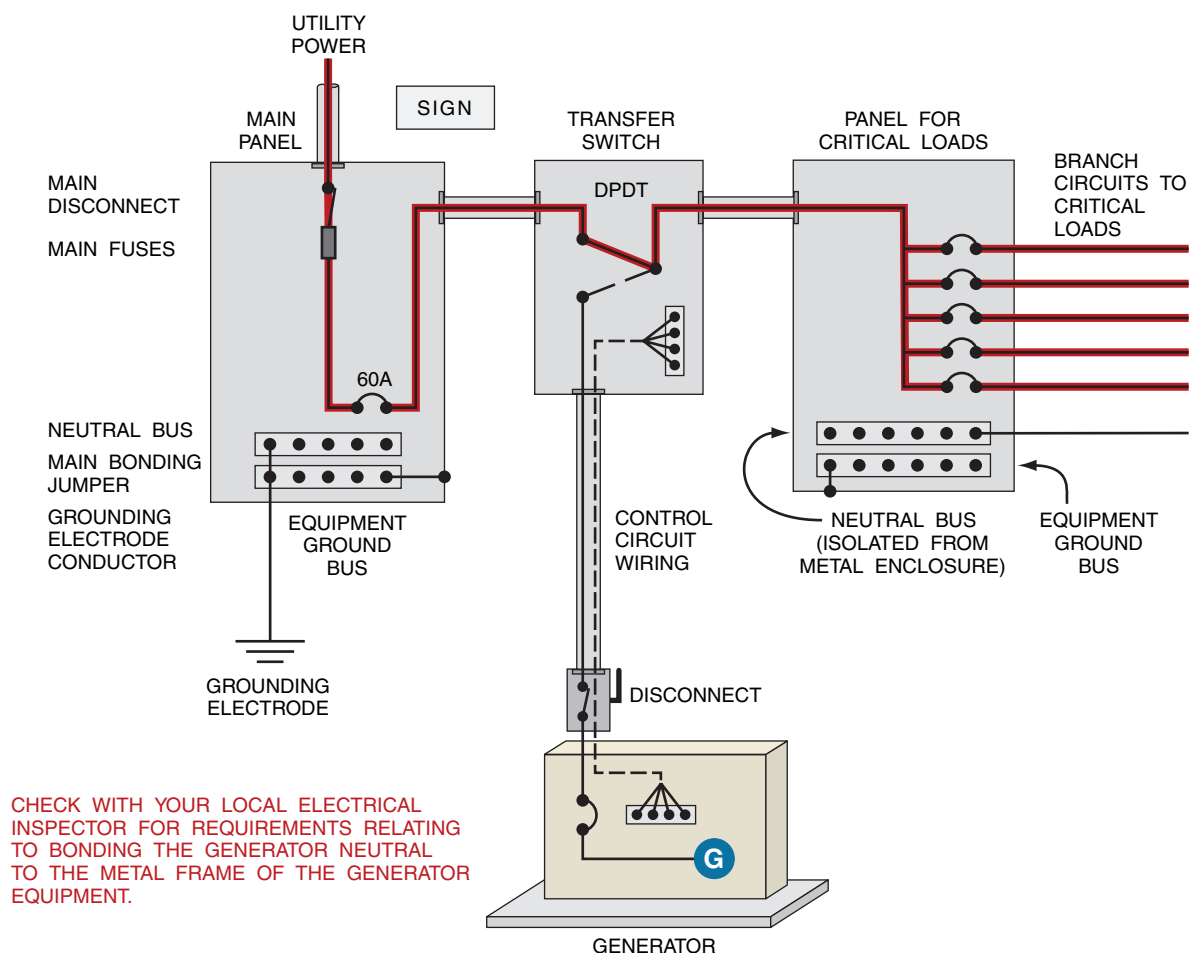 UTILITY
POWER
SIGN
MAIN
PANEL
TRANSFER
SWITCH
PANEL FOR
CRITICAL LOADS
BRANCH
CIRCUITS TO
CRITICAL
LOADS
MAIN
DISCONNECT
MAIN FUSES
DPDT
60A
NEUTRAL BUS
MAIN BONDING
JUMPER
GROUNDING
ELECTRODE
CONDUCTOR
EQUIPMENT
GROUND
BUS
CONTROL
CIRCUIT
WIRING
NEUTRAL BUS
(ISOLATED FROM
METAL ENCLOSURE)
EQUIPMENT
GROUND
BUS
GROUNDING
ELECTRODE
DISCONNECT
CHECK WITH YOUR LOCAL ELECTRICAL
INSPECTOR FOR REQUIREMENTS RELATING
TO BONDING THE GENERATOR NEUTRAL
TO THE METAL FRAME OF THE GENERATOR
EQUIPMENT.
G
GENERATOR